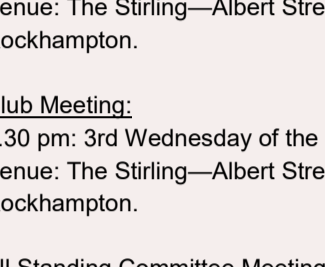 enue: The Stirling—Albert Stre
ockhampton.
lub Meeting:
.30 pm: 3rd Wednesday of the
enue: The Stirling—Albert Stre
ockhampton.
ll Standing Committee Meeting